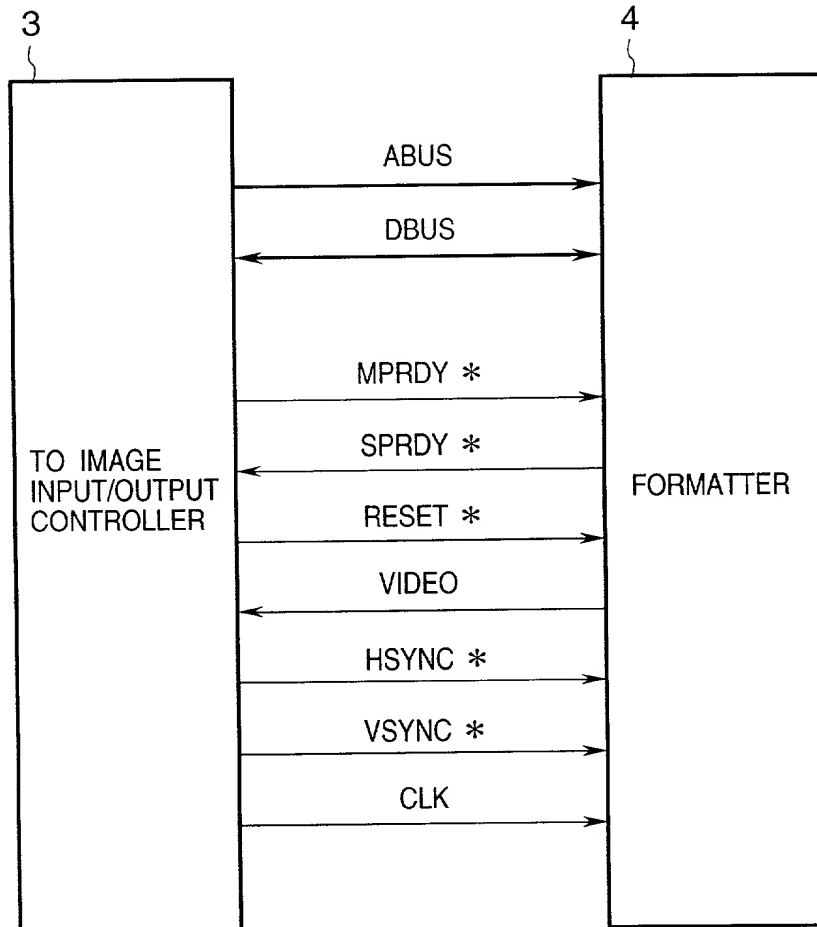 3
4
ABUS
DBUS
MPRDY *
SPRDY *
RESET *
VIDEO
HSYNC *
VSYNC *
CLK
TO IMAGE
INPUT/OUTPUT
CONTROLLER
FORMATTER